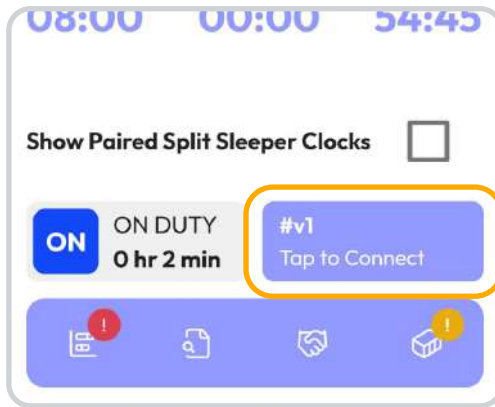 08:00 00:00 54:45
Show Paired Split Sleeper Clocks
ON
ON DUTY
0 hr 2 min
#v1
Tap to Connect
!
!